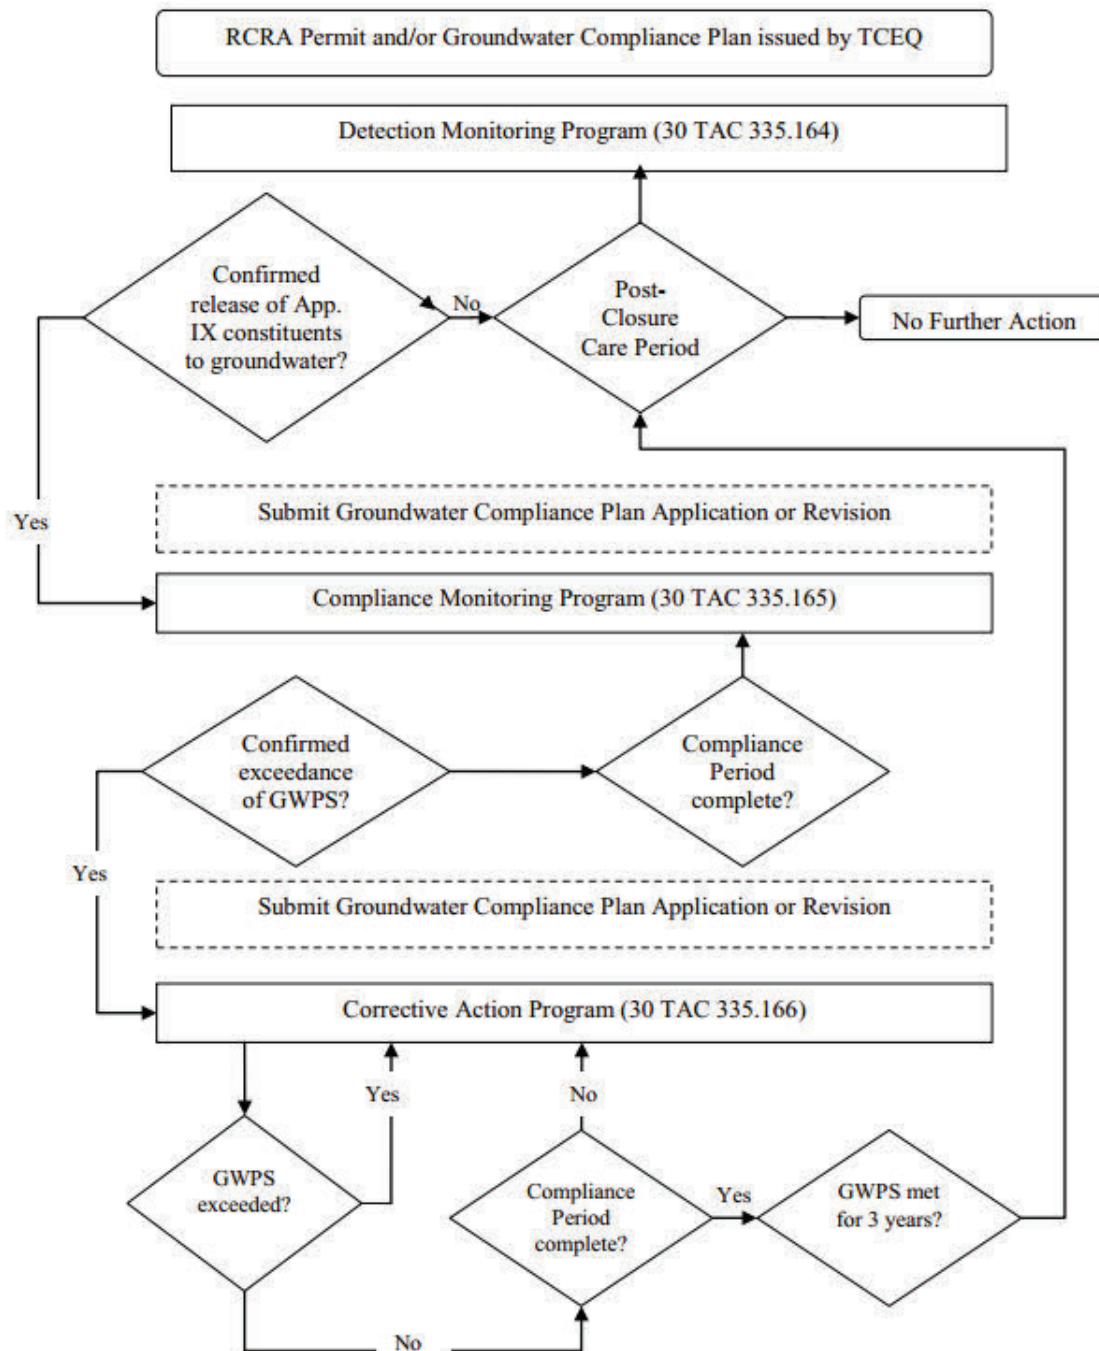 RCRA Permit and/or Groundwater Compliance Plan issued by TCEQ
Detection Monitoring Program (30 TAC 335.164)
Confirmed
release of App.
IX constituents
to groundwater?
No
Post-
Closure
Care Period
No Further Action
Yes
Submit Groundwater Compliance Plan Application or Revision
Compliance Monitoring Program (30 TAC 335.165)
Confirmed
exceedance
of GWPS?
Compliance
Period
complete?
Yes
Submit Groundwater Compliance Plan Application or Revision
Corrective Action Program (30 TAC 335.166)
Yes
No
GWPS
exceeded?
Compliance
Period
complete?
Yes
GWPS met
for 3 years?
No